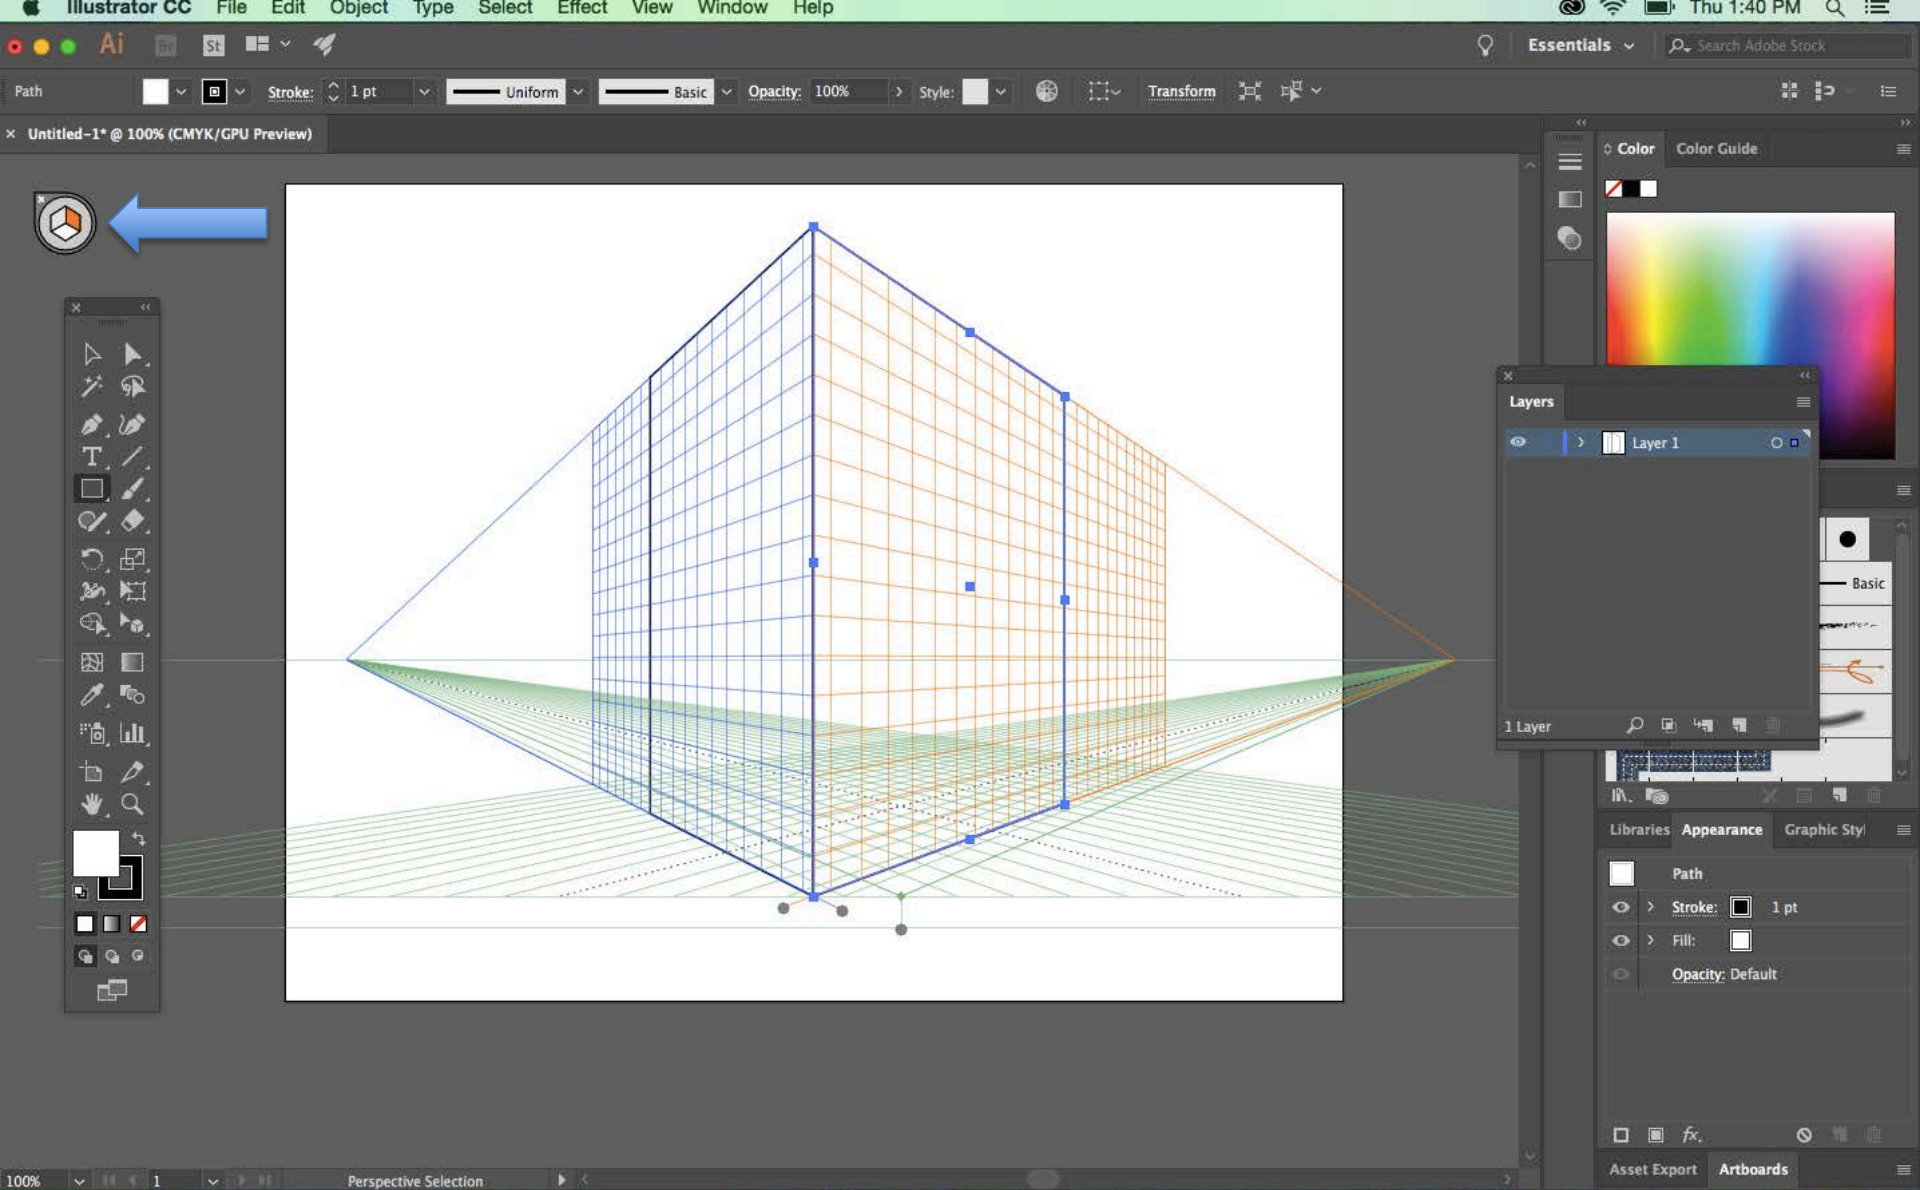 Illustrator CC File Edit Object Type Select Effect View Window Help Thu 1:40 PM
Ai Br St Essentials Search Adobe Stock
Path Stroke: 1 pt Uniform Basic Opacity: 100% Style: Transform
× Untitled-1* @ 100% (CMYK/GPU Preview)
Color Color Guide
Layers
Layer 1
Basic
1 Layer
Libraries Appearance Graphic Styl
Path
Stroke: 1 pt
Fill:
Opacity: Default
fx.
Asset Export Artboards
100% 1 Perspective Selection